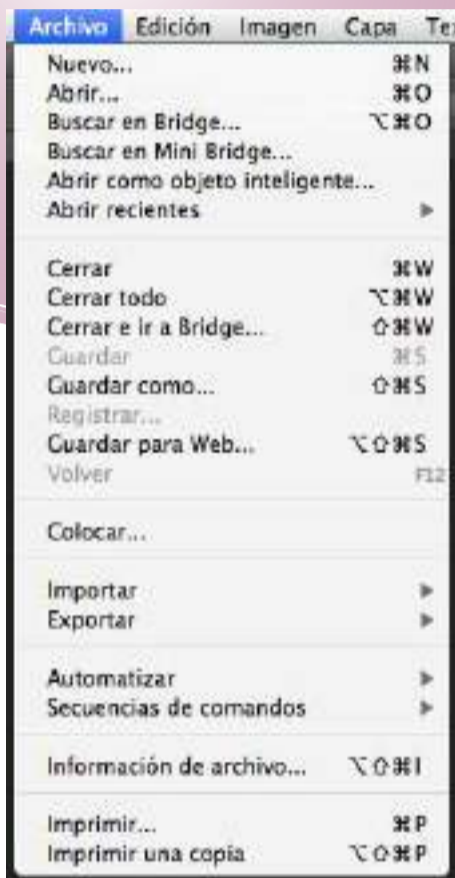 Archivo Edición Imagen Capa
Nuevo... ⌘N
Abrir... ⌘O
Buscar en Bridge... ⌥⌘O
Buscar en Mini Bridge...
Abrir como objeto inteligente...
Abrir recientes ▶
Cerrar ⌘W
Cerrar todo ⌥⌘W
Cerrar e ir a Bridge... ⇧⌘W
Guardar ⌘S
Guardar como... ⇧⌘S
Registrar...
Guardar para Web... ⌥⇧⌘S
Volver F12
Colocar...
Importar ▶
Exportar ▶
Automatizar ▶
Secuencias de comandos ▶
Información de archivo... ⌥⇧⌘I
Imprimir... ⌘P
Imprimir una copia ⌥⇧⌘P